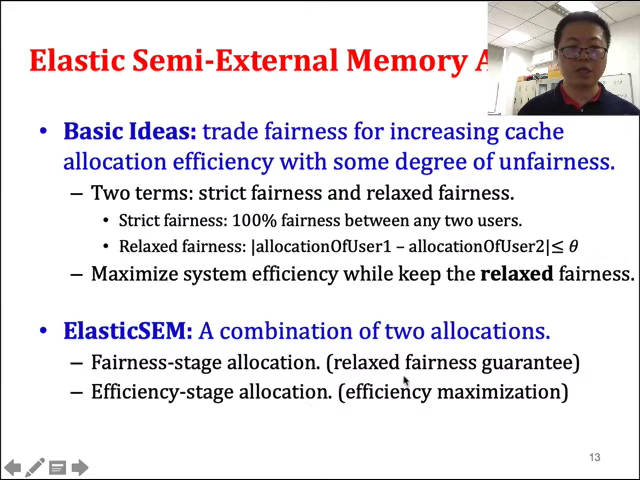 Elastic Semi-External Memory A
• Basic Ideas: trade fairness for increasing cache
allocation efficiency with some degree of unfairness.
– Two terms: strict fairness and relaxed fairness.
• Strict fairness: 100% fairness between any two users.
• Relaxed fairness: |allocationOfUser1 – allocationOfUser2|≤ θ
– Maximize system efficiency while keep the relaxed fairness.
• ElasticSEM: A combination of two allocations.
– Fairness-stage allocation. (relaxed fairness guarantee)
– Efficiency-stage allocation. (efficiency maximization)
13